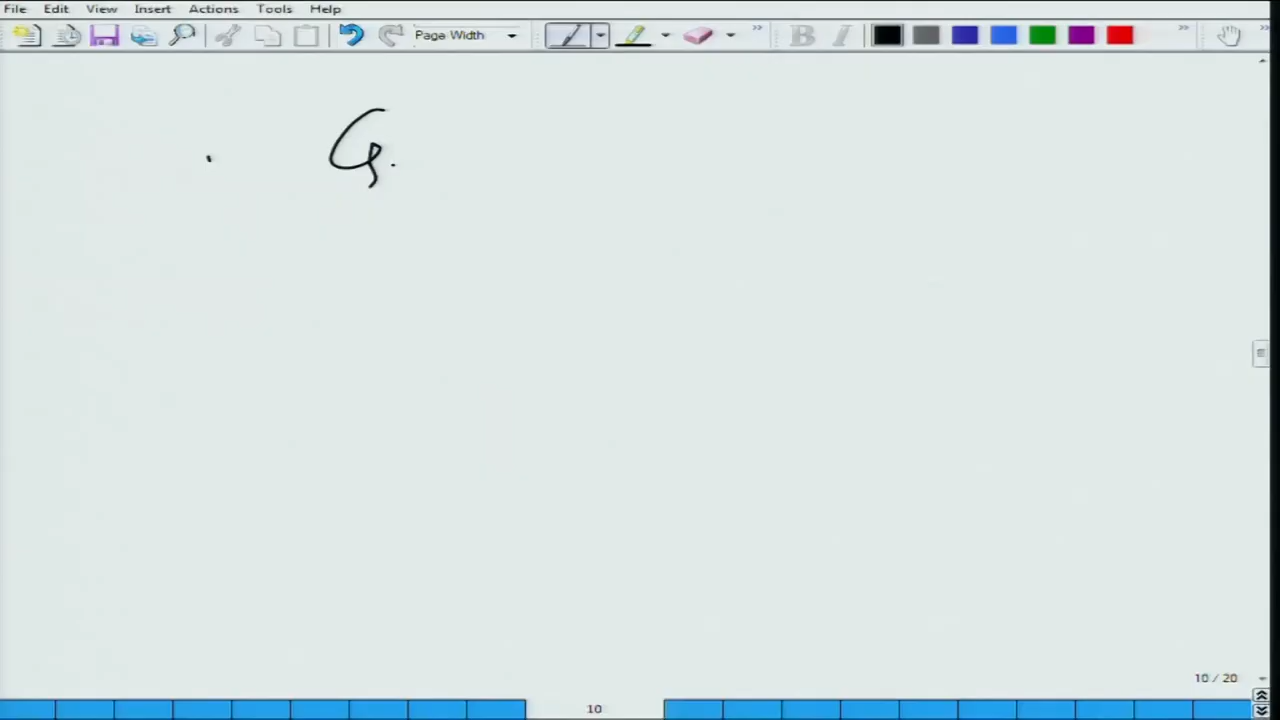 File Edit View Insert Actions Tools Help
Page Width
B I
G.
10 / 20
10